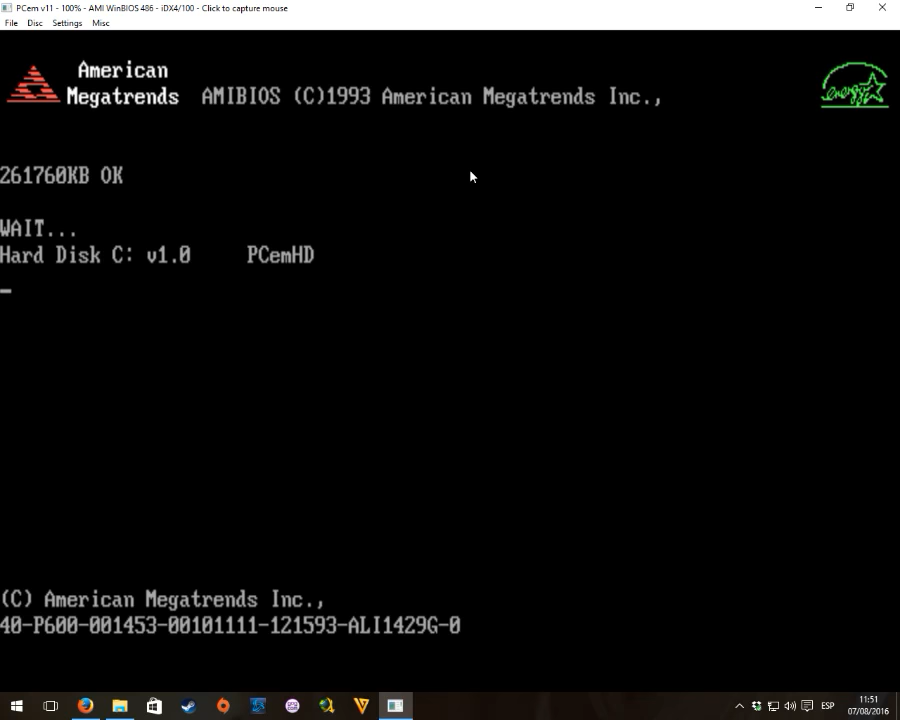 PCem v11 - 100% - AMI WinBIOS 486 - iDX4/100 - Click to capture mouse
File Disc Settings Misc
American
Megatrends AMIBIOS (C)1993 American Megatrends Inc.,
energy
261760KB OK
WAIT...
Hard Disk C: v1.0 PCemHD
(C) American Megatrends Inc.,
40-P600-001453-00101111-121593-ALI1429G-0
ESP
11:51
07/08/2016